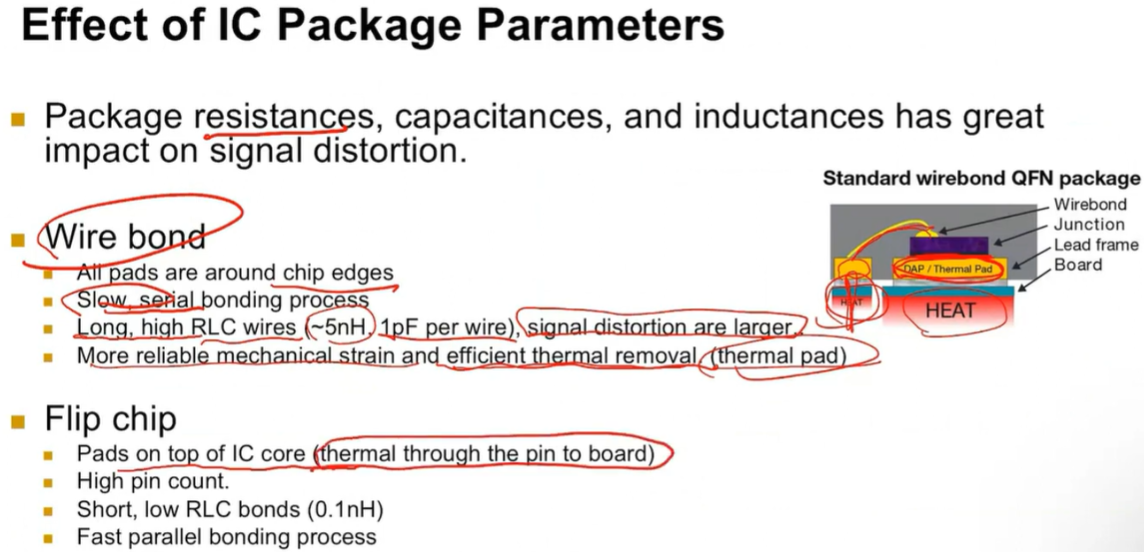 Effect of IC Package Parameters
Package resistances, capacitances, and inductances has great
impact on signal distortion.
Standard wirebond QFN package
Wirebond
Junction
Lead frame
Board
DAP / Thermal Pad
HEAT
HEAT
Wire bond
All pads are around chip edges
Slow, serial bonding process
Long, high RLC wires (~5nH, 1pF per wire), signal distortion are larger.
More reliable mechanical strain and efficient thermal removal (thermal pad)
Flip chip
Pads on top of IC core (thermal through the pin to board)
High pin count.
Short, low RLC bonds (0.1nH)
Fast parallel bonding process